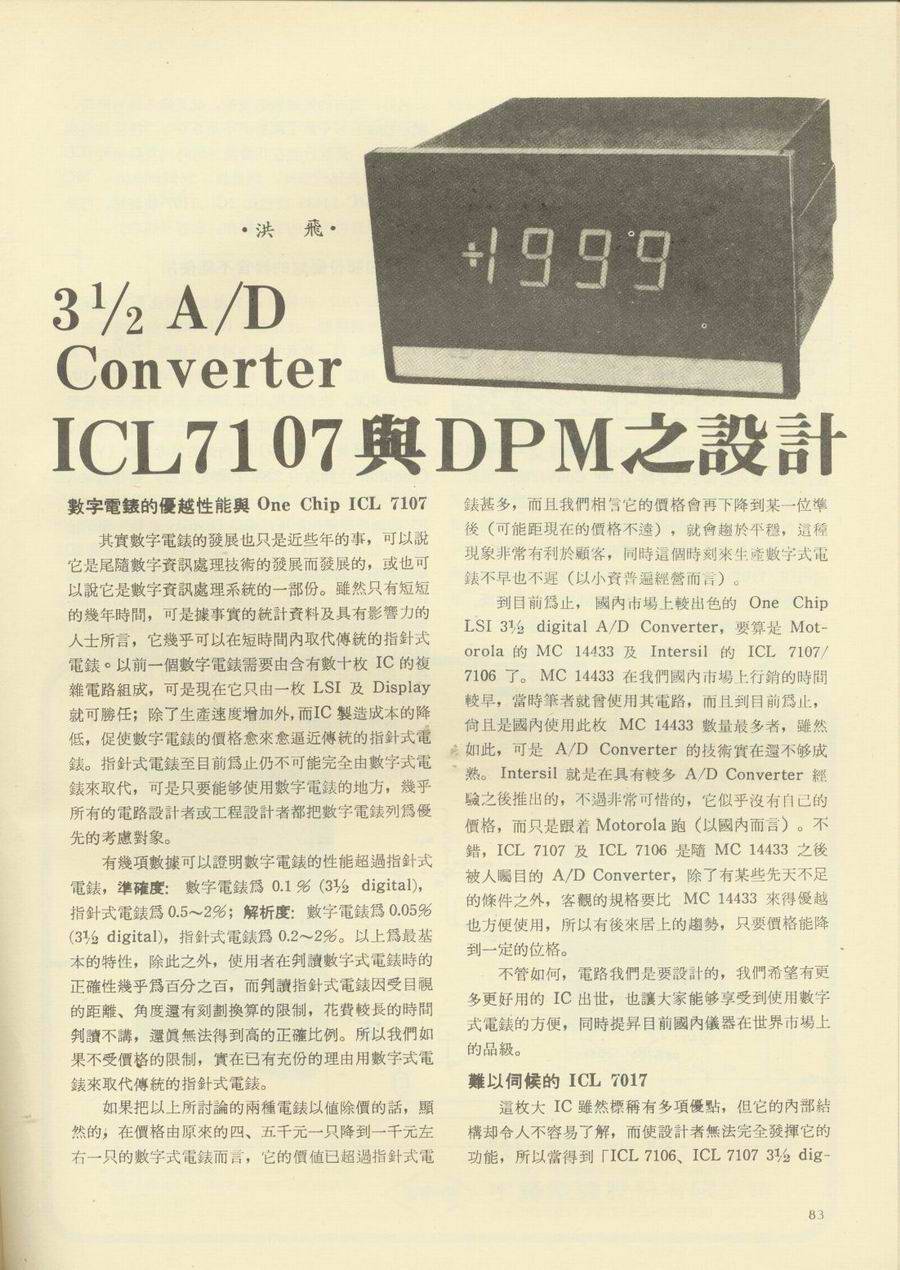 +1999
•洪 飛•
3½ A/D
Converter
ICL7107與DPM之設計
數字電錶的優越性能與 One Chip ICL 7107
其實數字電錶的發展也只是近些年的事，可以說
它是尾隨數字資訊處理技術的發展而發展的，或也可
以說它是數字資訊處理系統的一部份。雖然只有短短
的幾年時間，可是據事實的統計資料及具有影響力的
人士所言，它幾乎可以在短時間內取代傳統的指針式
電錶。以前一個數字電錶需要由含有數十枚 IC 的複
雜電路組成，可是現在它只由一枚 LSI 及 Display
就可勝任；除了生產速度增加外，而IC 製造成本的降
低，促使數字電錶的價格愈來愈逼近傳統的指針式電
錶。指針式電錶至目前爲止仍不可能完全由數字式電
錶來取代，可是只要能够使用數字電錶的地方，幾乎
所有的電路設計者或工程設計者都把數字電錶列爲優
先的考慮對象。
有幾項數據可以證明數字電錶的性能超過指針式
電錶，準確度: 數字電錶爲 0.1 % (3½ digital),
指針式電錶爲 0.5～2%；解析度: 數字電錶爲 0.05%
(3½ digital)，指針式電錶爲 0.2～2%。以上爲最基
本的特性，除此之外，使用者在判讀數字式電錶時的
正確性幾乎爲百分之百，而判讀指針式電錶因受目視
的距離、角度還有刻劃換算的限制，花費較長的時間
判讀不講，還眞無法得到高的正確比例。所以我們如
果不受價格的限制，實在已有充份的理由用數字式電
錶來取代傳統的指針式電錶。
如果把以上所討論的兩種電錶以値除價的話，顯
然的，在價格由原來的四、五千元一只降到一千元左
右一只的數字式電錶而言，它的價値已超過指針式電
錶甚多，而且我們相信它的價格會再下降到某一位準
後（可能距現在的價格不遠），就會趨於平穩，這種
現象非常有利於顧客，同時這個時刻來生產數字式電
錶不早也不遲（以小資普遍經營而言）。
到目前爲止，國內市場上較出色的 One Chip
LSI 3½ digital A/D Converter，要算是 Mot-
orola 的 MC 14433 及 Intersil 的 ICL 7107/
7106 了。 MC 14433 在我們國內市場上行銷的時間
較早，當時筆者就曾使用其電路，而且到目前爲止，
尙且是國內使用此枚 MC 14433 數量最多者，雖然
如此，可是 A/D Converter 的技術實在還不够成
熟。 Intersil 就是在具有較多 A/D Converter 經
驗之後推出的，不過非常可惜的，它似乎沒有自己的
價格，而只是跟着 Motorola 跑（以國內而言）。不
錯，ICL 7107 及 ICL 7106 是隨 MC 14433 之後
被人矚目的 A/D Converter，除了有某些先天不足
的條件之外，客觀的規格要比 MC 14433 來得優越
也方便使用，所以有後來居上的趨勢，只要價格能降
到一定的位格。
不管如何，電路我們是要設計的，我們希望有更
多更好用的 IC 出世，也讓大家能够享受到使用數字
式電錶的方便，同時提昇目前國內儀器在世界市場上
的品級。
難以伺候的 ICL 7017
這枚大 IC 雖然標稱有多項優點，但它的內部結
構却令人不容易了解，而使設計者無法完全發揮它的
功能，所以當得到「ICL 7106、ICL 7107 3½ dig-
83